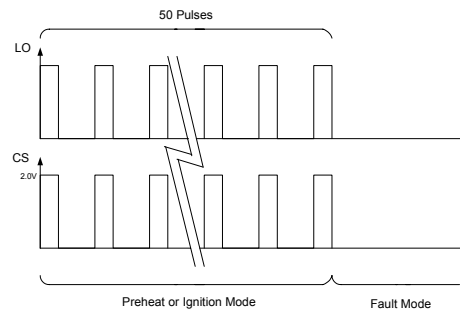 50 Pulses
LO
CS
2.0V
Preheat or Ignition Mode
Fault Mode